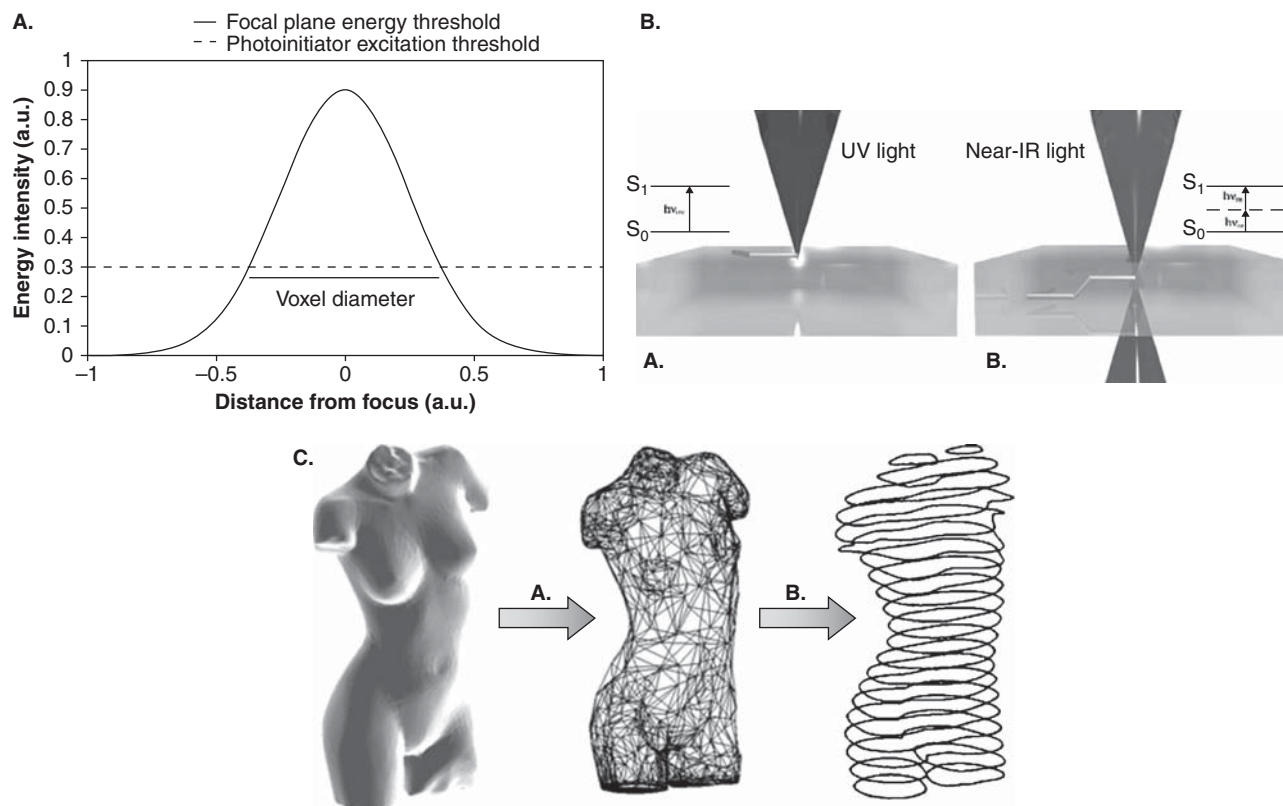 A.
Focal plane energy threshold
Photoinitiator excitation threshold
1
0.9
0.8
0.7
0.6
0.5
0.4
0.3
0.2
0.1
0
Energy intensity (a.u.)
Voxel diameter
–1
–0.5
0
0.5
1
Distance from focus (a.u.)
B.
UV light
Near-IR light
S1
S0
S1
S0
A.
B.
C.
A.
B.